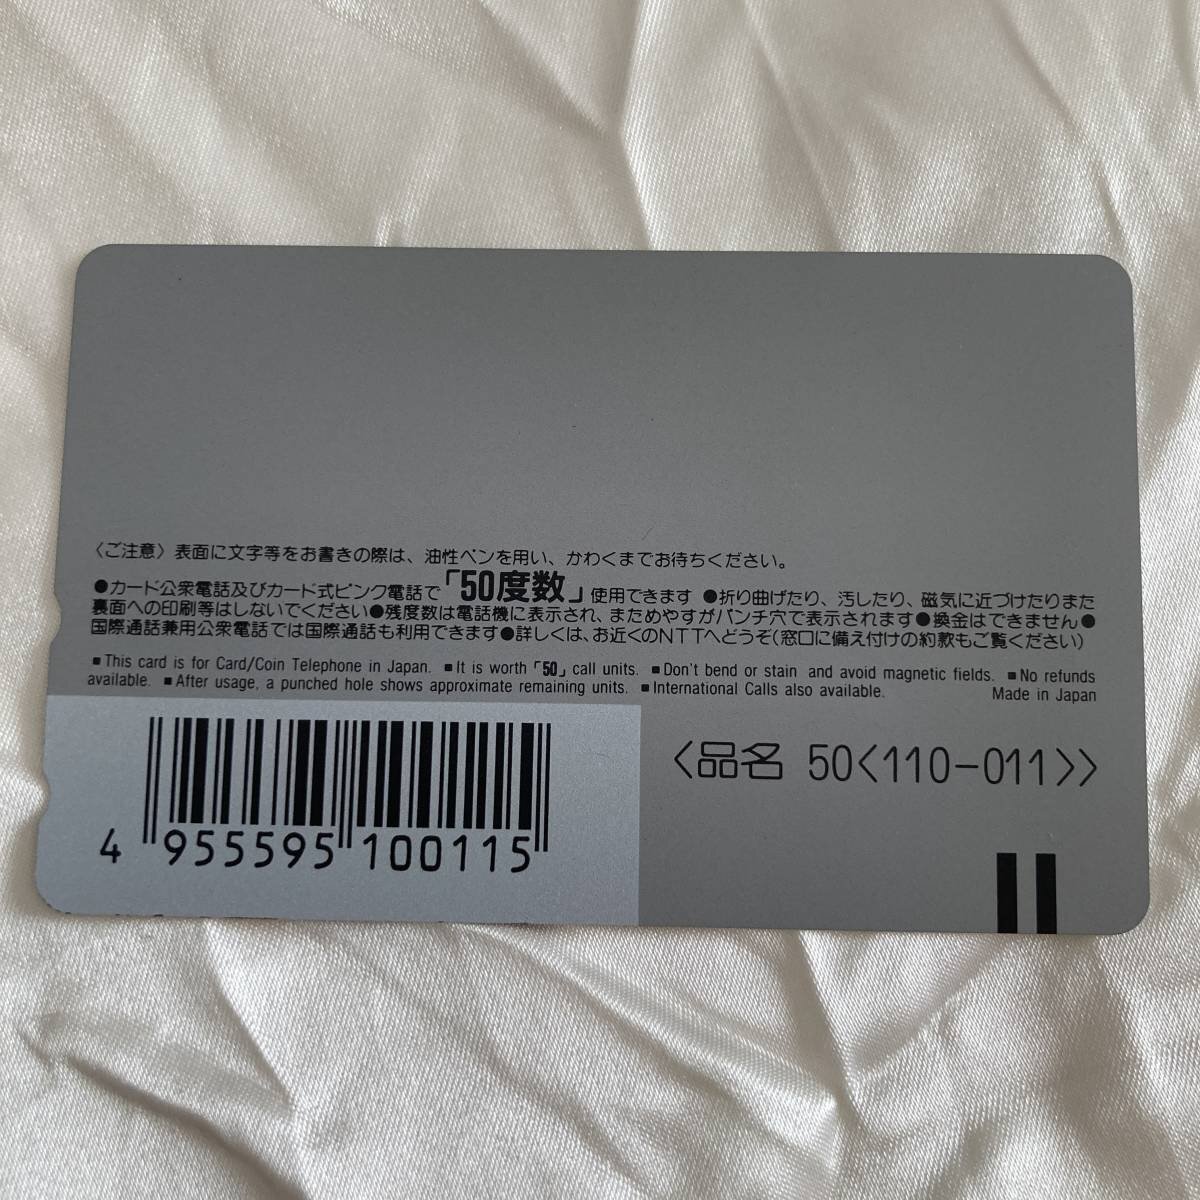 〈ご注意〉表面に文字等をお書きの際は、油性ペンを用い、かわくまでお待ちください。
●カード公衆電話及びカード式ピンク電話で「50度数」使用できます ●折り曲げたり、汚したり、磁気に近づけたりまた
裏面への印刷等はしないでください●残度数は電話機に表示され、まためやすがパンチ穴で表示されます●換金はできません●
国際通話兼用公衆電話では国際通話も利用できます●詳しくは、お近くのNTTへどうぞ(窓口に備え付けの約款もご覧ください)
■This card is for Card/Coin Telephone in Japan. ■It is worth「50」call units. ■Don't bend or stain and avoid magnetic fields. ■No refunds
available. ■After usage, a punched hole shows approximate remaining units. ■International Calls also available. Made in Japan
〈品名 50〈110-011〉〉
4 955595 100115